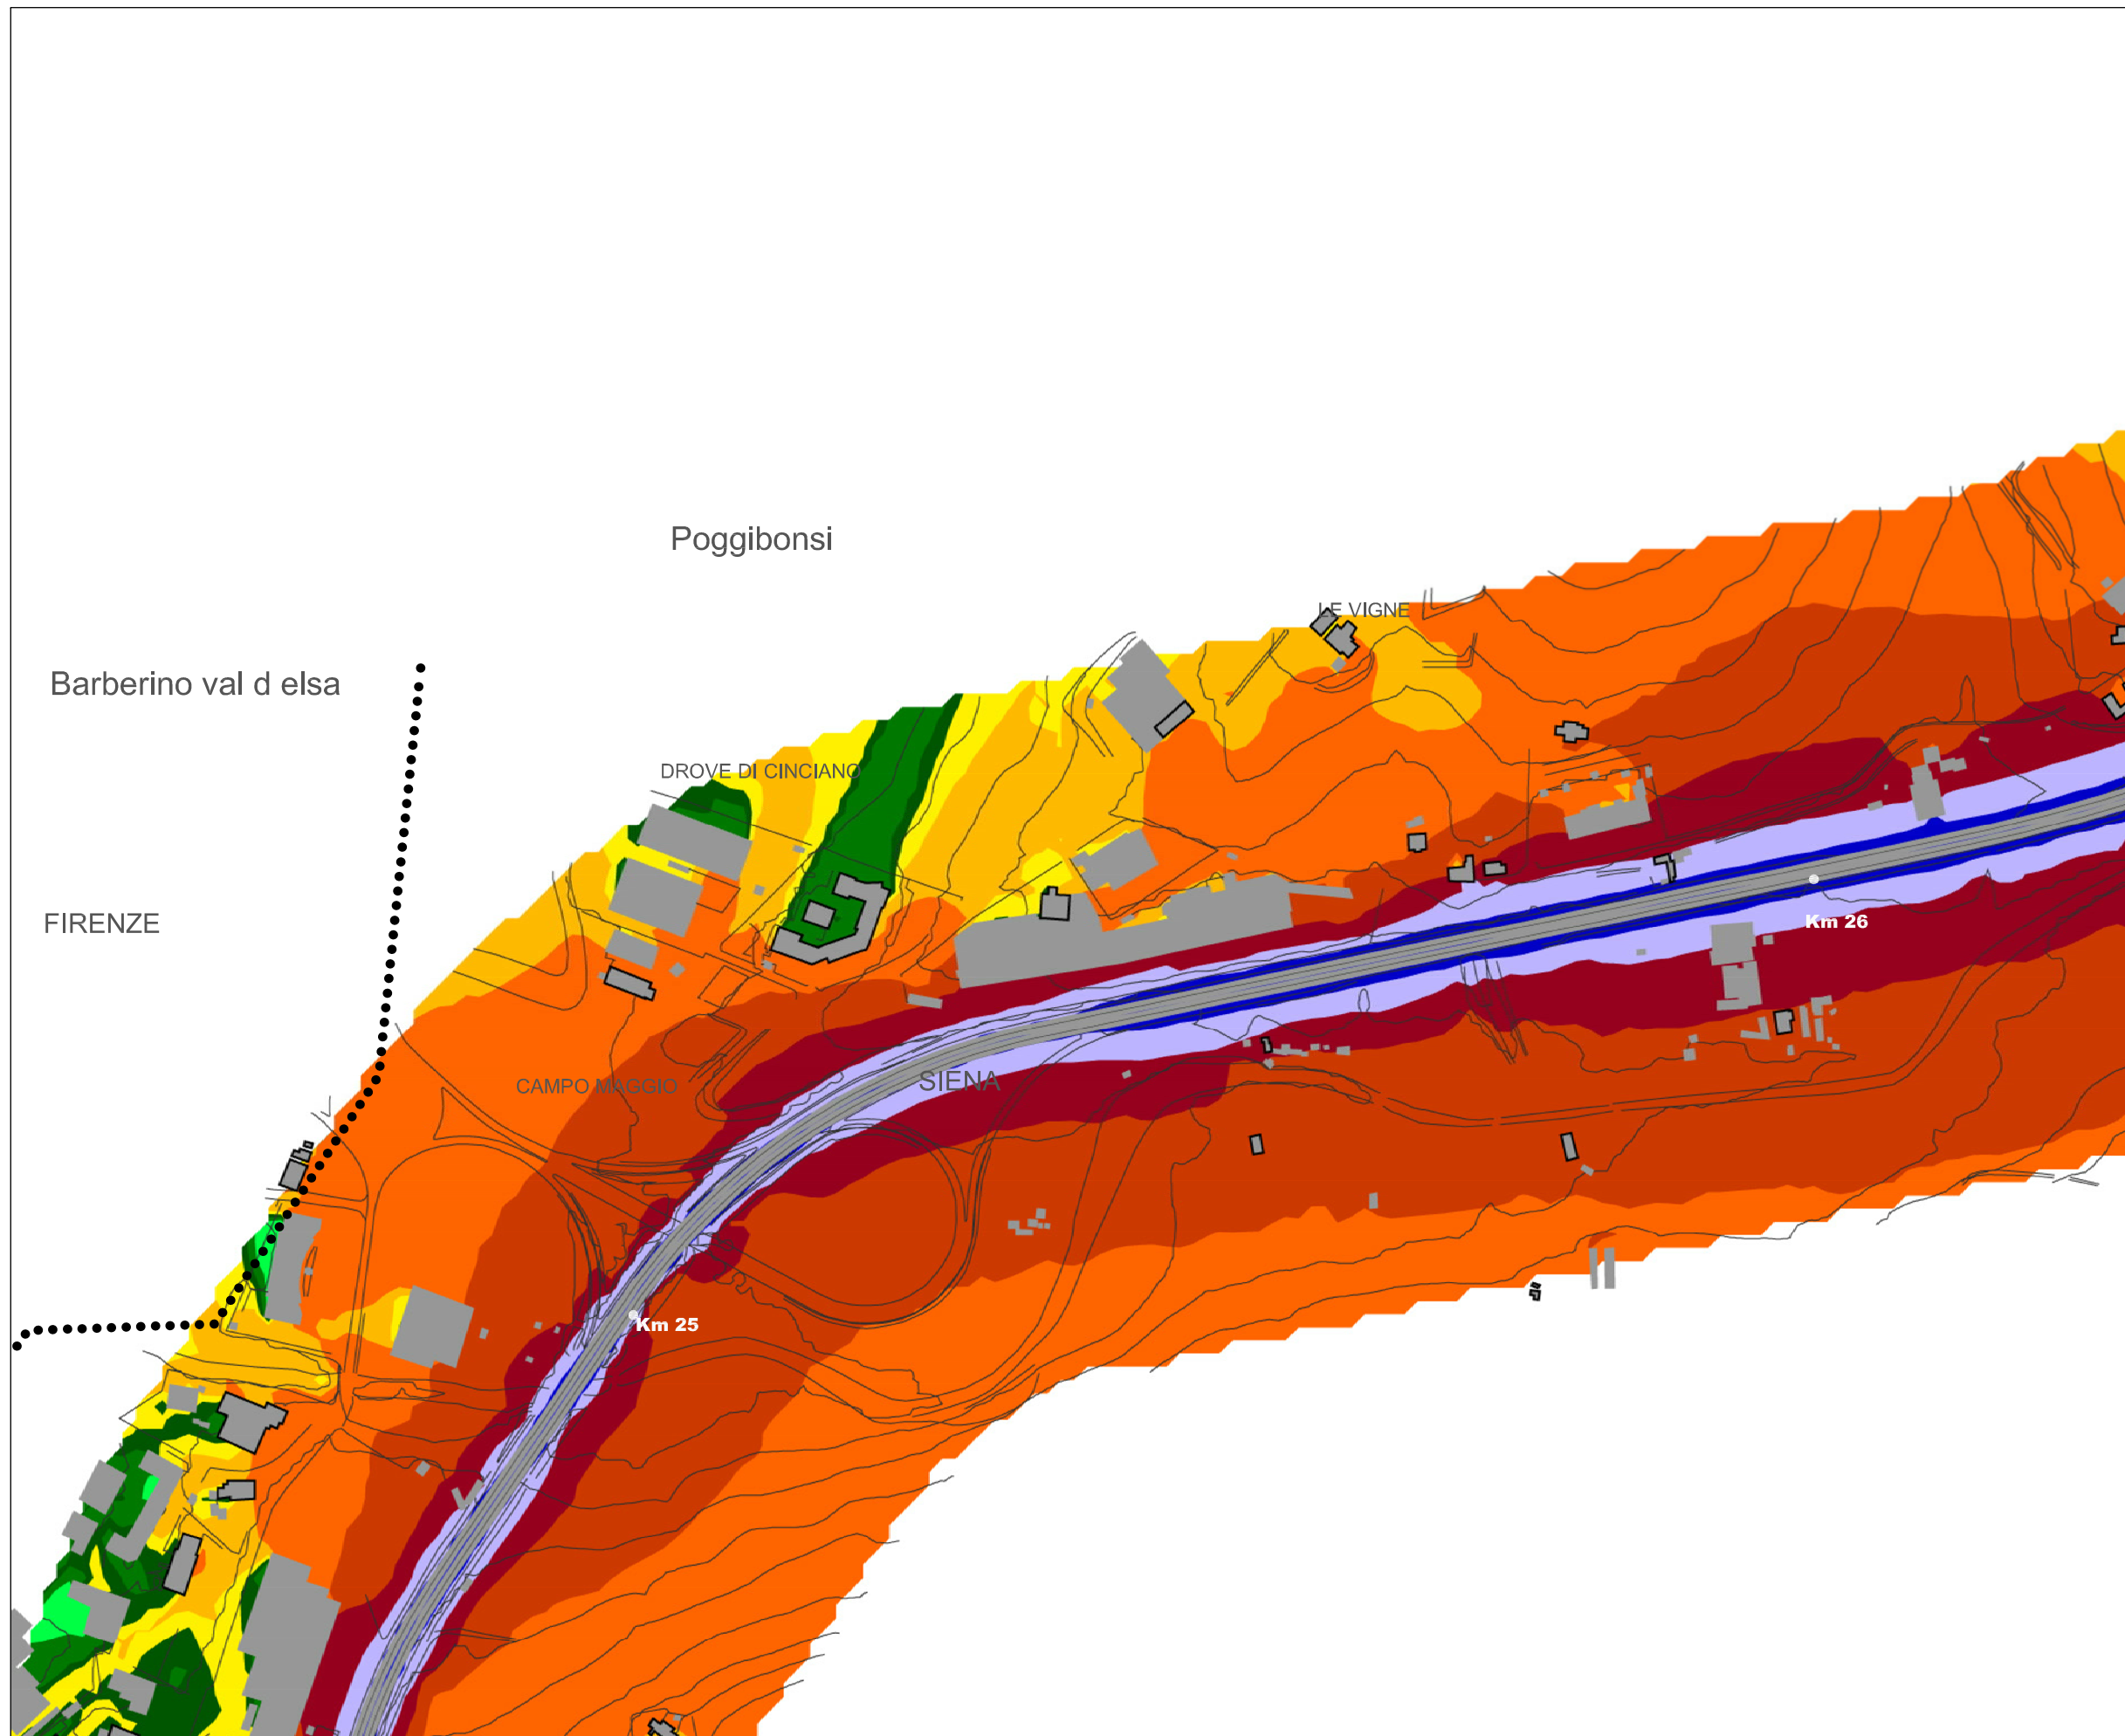 Poggibonsi
LE VIGNE
Barberino val d elsa
DROVE DI CINCIANO
FIRENZE
Km 26
SIENA
CAMPO MAGGIO
Km 25